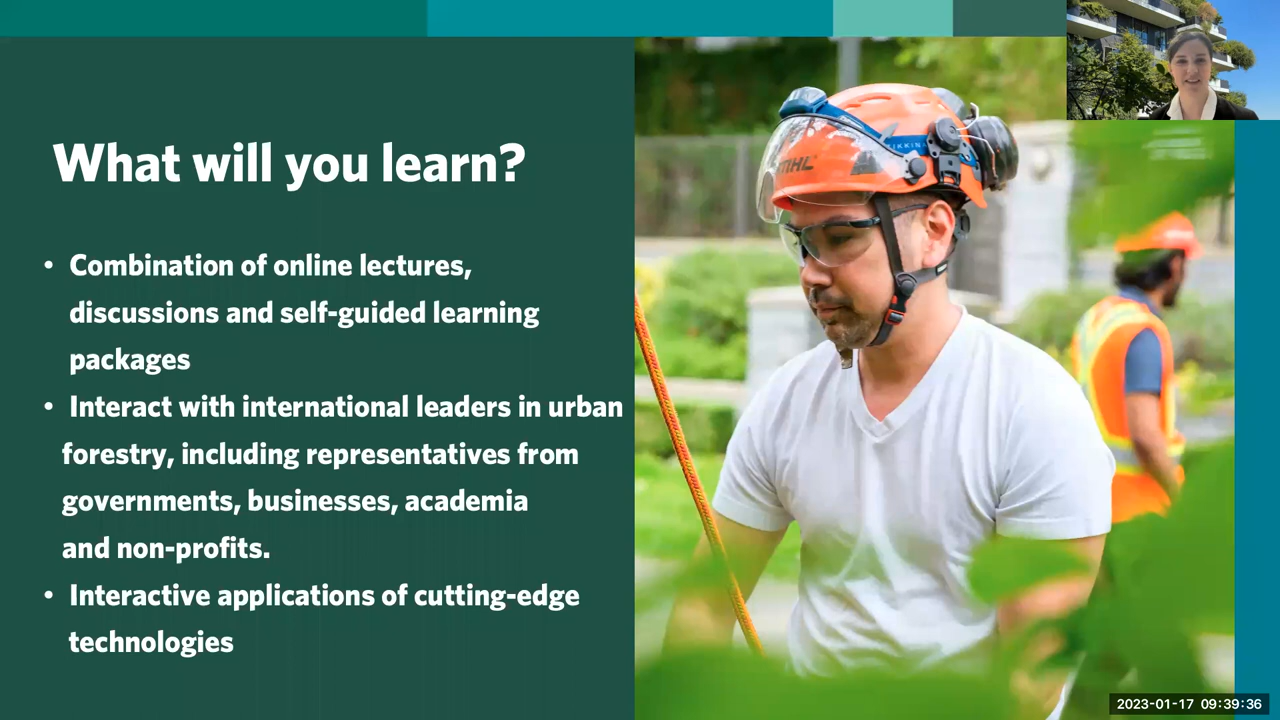 What will you learn?
• Combination of online lectures,
discussions and self-guided learning
packages
• Interact with international leaders in urban
forestry, including representatives from
governments, businesses, academia
and non-profits.
• Interactive applications of cutting-edge
technologies
STIHL
2023-01-17 09:39:36